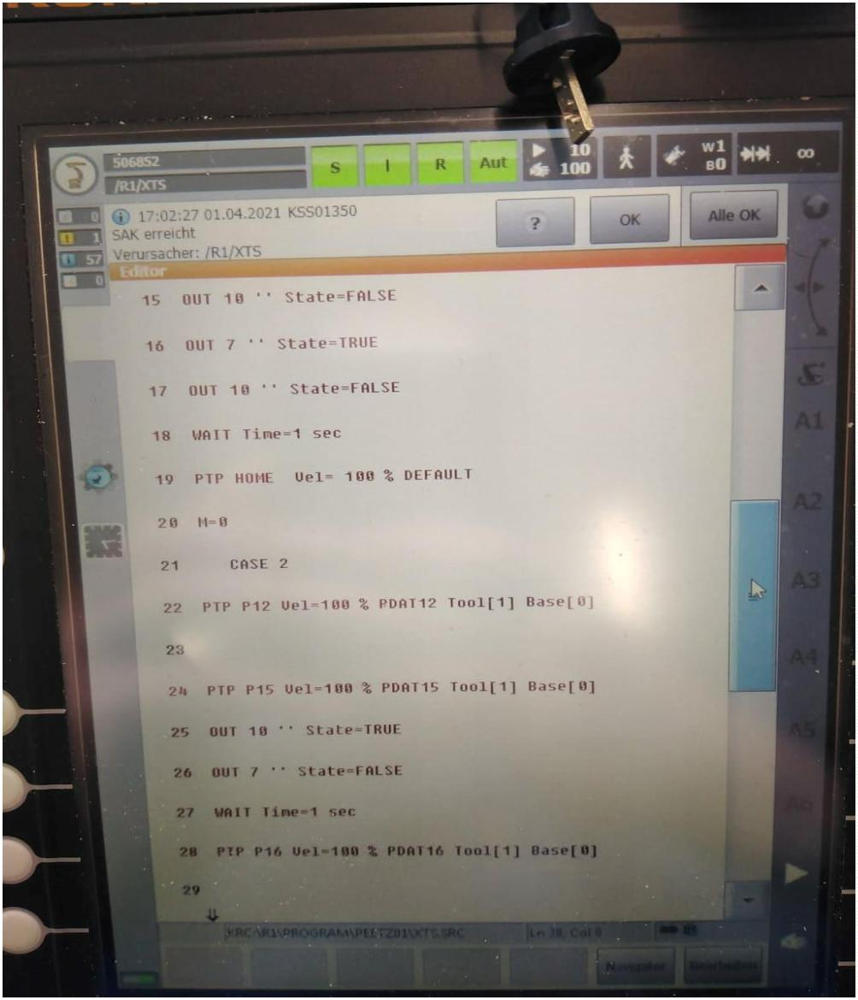 506852
/R1/XTS
S I R Aut
10
100
W1
B0
∞
0
1
57
0
17:02:27 01.04.2021 KSS01350
SAK erreicht
Verursacher: /R1/XTS
? OK Alle OK
Editor
15 OUT 10 '' State=FALSE
16 OUT 7 '' State=TRUE
17 OUT 10 '' State=FALSE
18 WAIT Time=1 sec
19 PTP HOME Vel= 100 % DEFAULT
20 M=0
21 CASE 2
22 PTP P12 Vel=100 % PDAT12 Tool[1] Base[0]
23
24 PTP P15 Vel=100 % PDAT15 Tool[1] Base[0]
25 OUT 10 '' State=TRUE
26 OUT 7 '' State=FALSE
27 WAIT Time=1 sec
28 PTP P16 Vel=100 % PDAT16 Tool[1] Base[0]
29
KRC:\R1\PROGRAM\PEETZ01\XTS.SRC Ln 38, Col 0
Navigator Bearbeiten
A1
A2
A3
A4
A5
A6